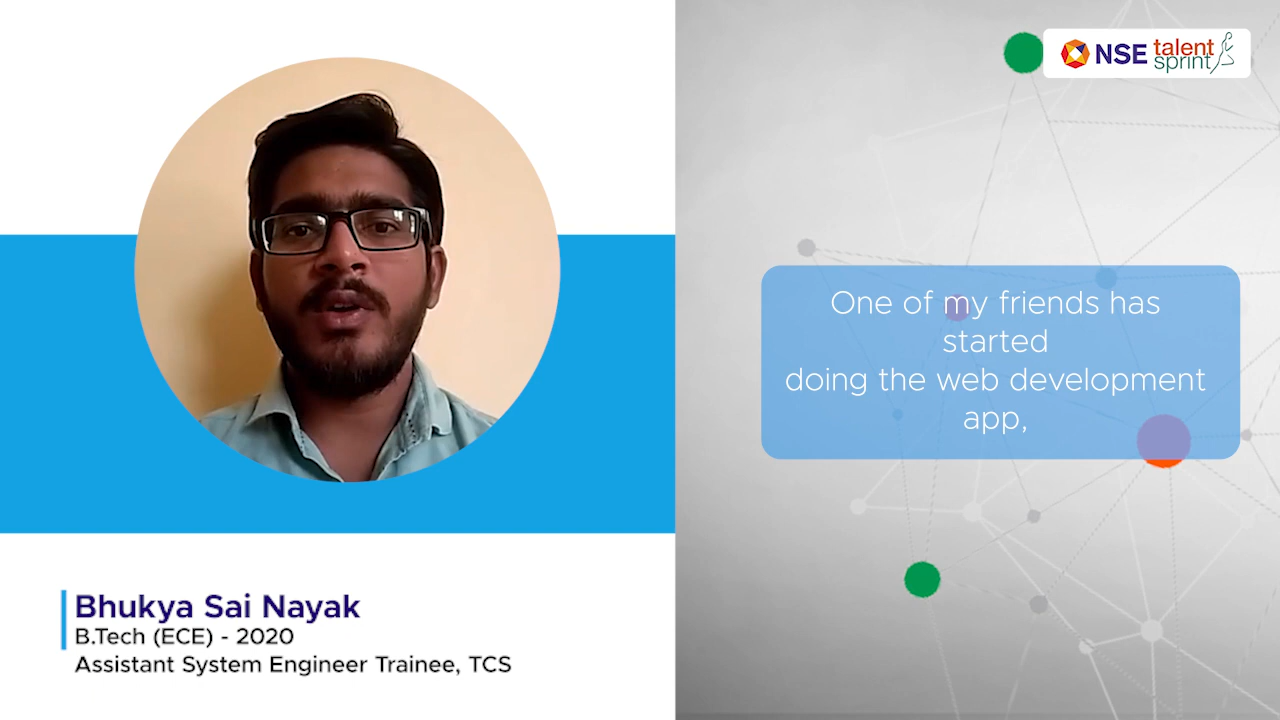 NSE talent sprint
One of my friends has
started
doing the web development
app,
Bhukya Sai Nayak
B.Tech (ECE) - 2020
Assistant System Engineer Trainee, TCS